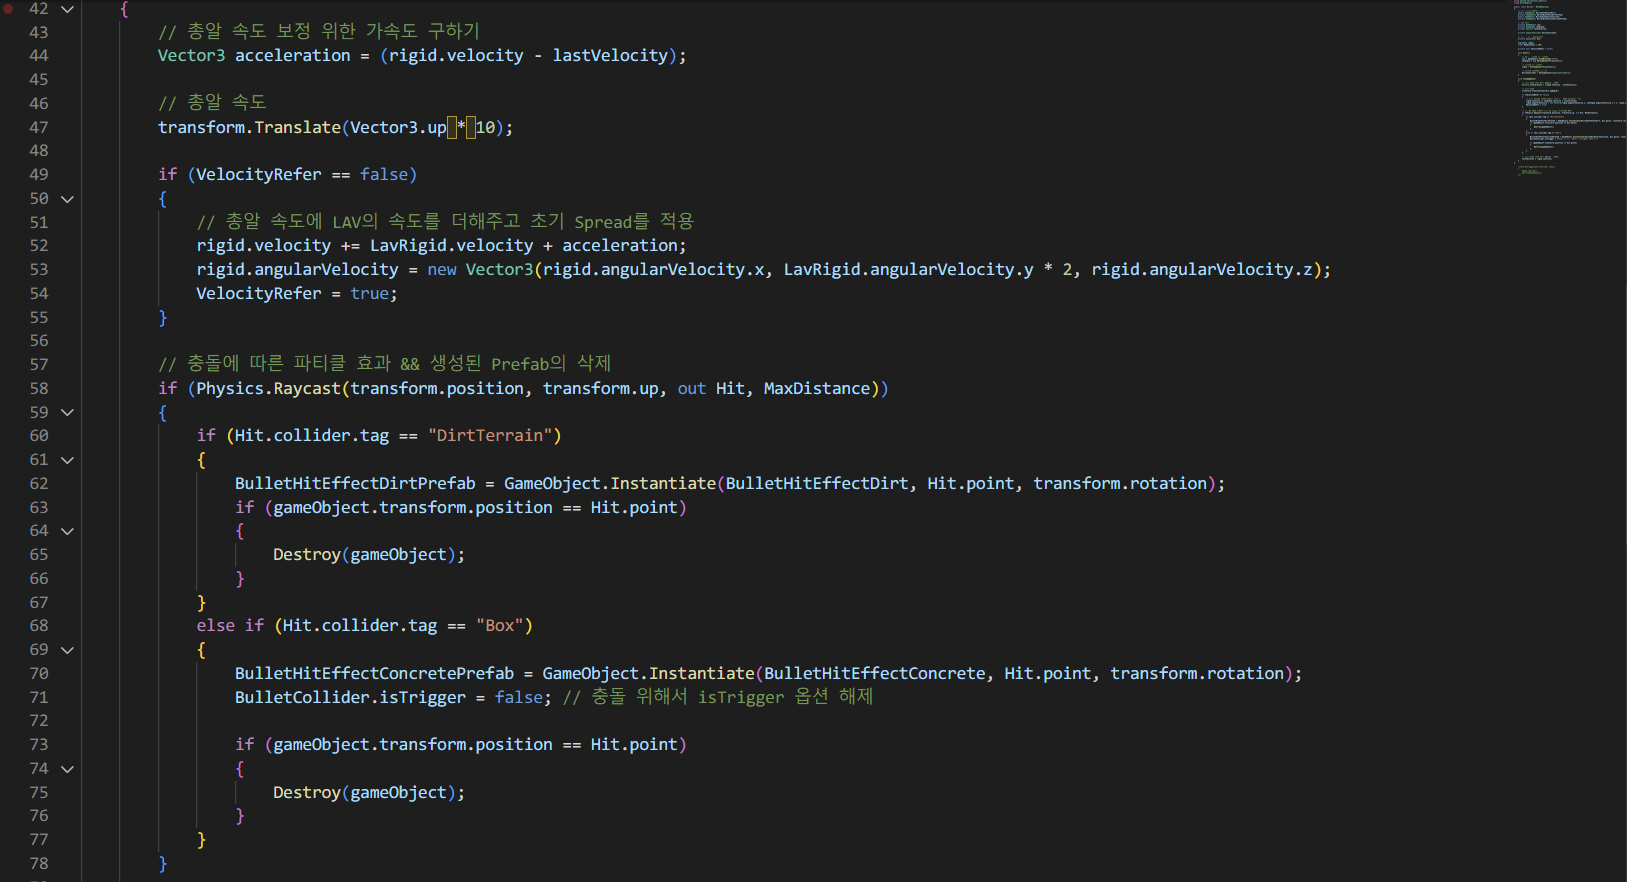 42 {
43 // 총알 속도 보정 위한 가속도 구하기
44 Vector3 acceleration = (rigid.velocity - lastVelocity);
45
46 // 총알 속도
47 transform.Translate(Vector3.up * 10);
48
49 if (VelocityRefer == false)
50 {
51 // 총알 속도에 LAV의 속도를 더해주고 초기 Spread를 적용
52 rigid.velocity += LavRigid.velocity + acceleration;
53 rigid.angularVelocity = new Vector3(rigid.angularVelocity.x, LavRigid.angularVelocity.y * 2, rigid.angularVelocity.z);
54 VelocityRefer = true;
55 }
56
57 // 충돌에 따른 파티클 효과 && 생성된 Prefab의 삭제
58 if (Physics.Raycast(transform.position, transform.up, out Hit, MaxDistance))
59 {
60 if (Hit.collider.tag == "DirtTerrain")
61 {
62 BulletHitEffectDirtPrefab = GameObject.Instantiate(BulletHitEffectDirt, Hit.point, transform.rotation);
63 if (gameObject.transform.position == Hit.point)
64 {
65 Destroy(gameObject);
66 }
67 }
68 else if (Hit.collider.tag == "Box")
69 {
70 BulletHitEffectConcretePrefab = GameObject.Instantiate(BulletHitEffectConcrete, Hit.point, transform.rotation);
71 BulletCollider.isTrigger = false; // 충돌 위해서 isTrigger 옵션 해제
72
73 if (gameObject.transform.position == Hit.point)
74 {
75 Destroy(gameObject);
76 }
77 }
78 }